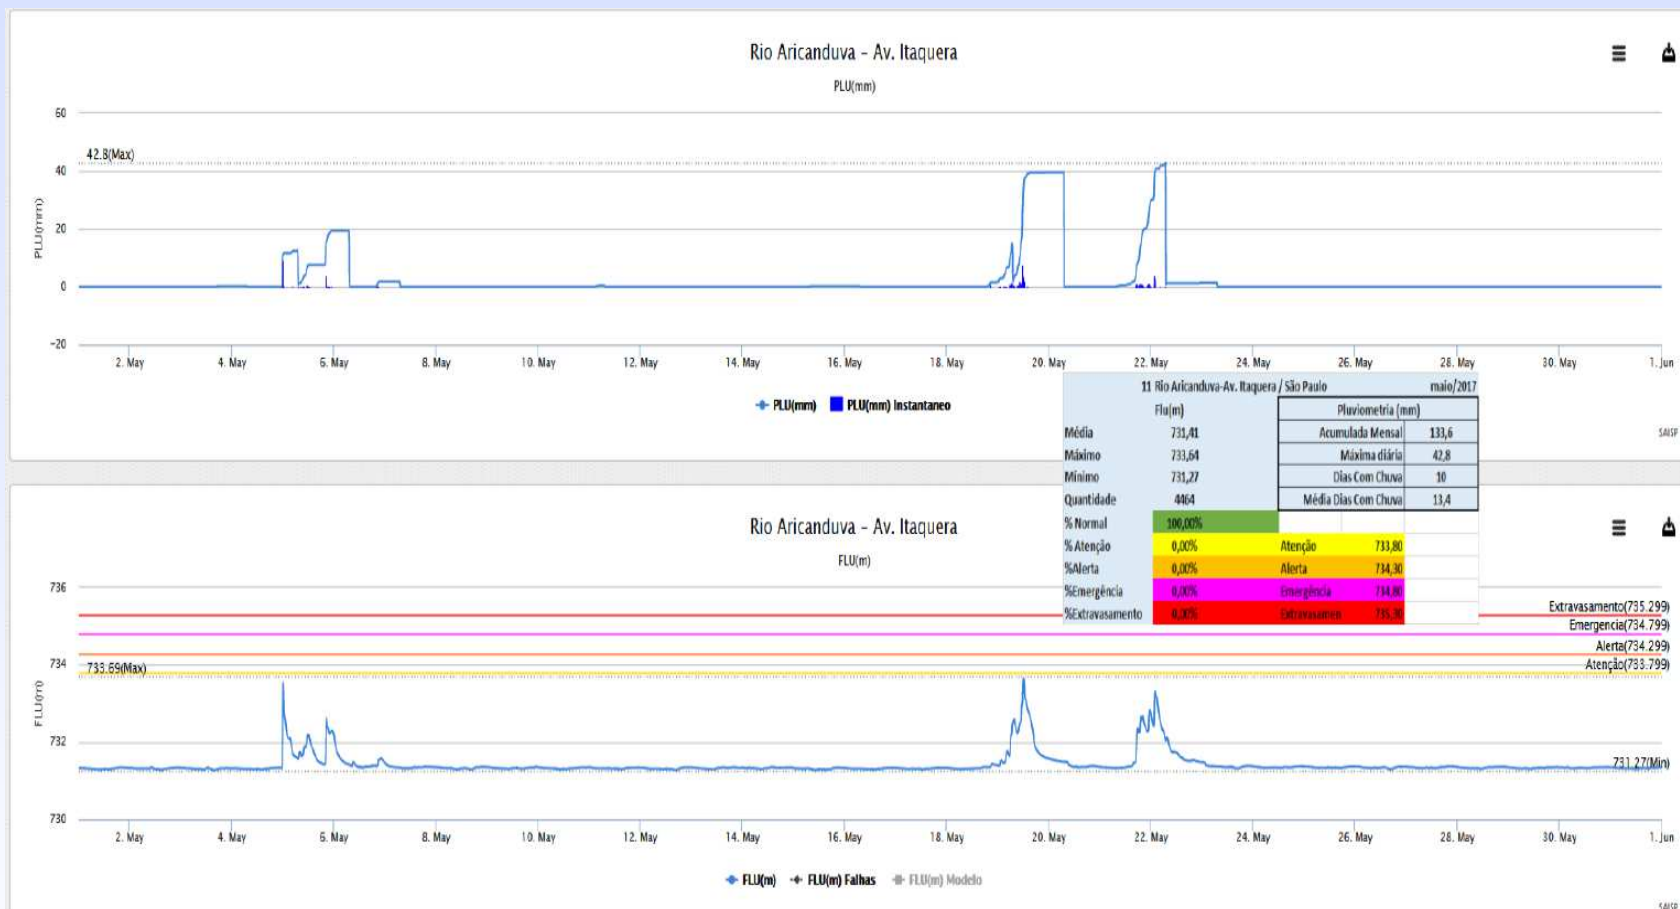 Rio Aricanduva - Av. Itaquera
PLU(mm)
60
42.8(Max)
40
20
0
-20
PLU(mm)
2. May 4. May 6. May 8. May 10. May 12. May 14. May 16. May 18. May 20. May 22. May 24. May 26. May 28. May 30. May 1. Jun
PLU(mm) PLU(mm) Instantaneo
SAISP
11 Rio Aricanduva-Av. Itaquera / São Paulo maio/2017
Flu(m) Pluviometria (mm)
Média 731,41 Acumulada Mensal 133,6
Máximo 733,64 Máxima diária 42,8
Mínimo 731,27 Dias Com Chuva 10
Quantidade 4464 Média Dias Com Chuva 13,4
% Normal 100,00%
% Atenção 0,00% Atenção 733,80
%Alerta 0,00% Alerta 734,30
%Emergência 0,00% Emergência 734,80
%Extravasamento 0,00% Extravasamen 735,30
Rio Aricanduva - Av. Itaquera
FLU(m)
736
Extravasamento(735.299)
Emergencia(734.799)
Alerta(734.299)
734
733.69(Max)
Atenção(733.799)
732
731.27(Min)
730
FLU(m)
2. May 4. May 6. May 8. May 10. May 12. May 14. May 16. May 18. May 20. May 22. May 24. May 26. May 28. May 30. May 1. Jun
FLU(m) FLU(m) Falhas FLU(m) Modelo
SAISP